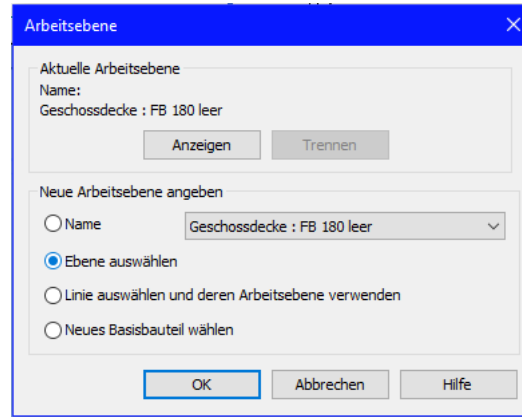 Arbeitsebene
Aktuelle Arbeitsebene
Name:
Geschossdecke : FB 180 leer
Anzeigen Trennen
Neue Arbeitsebene angeben
Name Geschossdecke : FB 180 leer
Ebene auswählen
Linie auswählen und deren Arbeitsebene verwenden
Neues Basisbauteil wählen
OK Abbrechen Hilfe